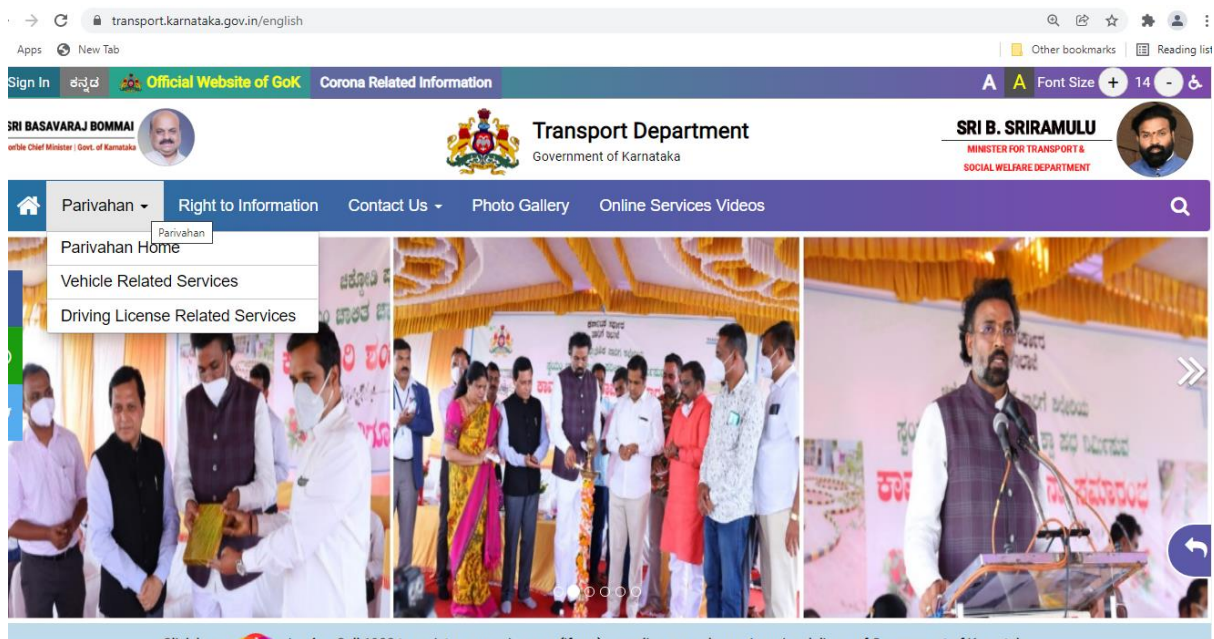 transport.karnataka.gov.in/english
Apps New Tab Other bookmarks Reading list
Sign In ಕನ್ನಡ Official Website of GoK Corona Related Information A A Font Size + 14 -
SRI BASAVARAJ BOMMAI
Chief Minister | Govt. of Karnataka
Transport Department
Government of Karnataka
SRI B. SRIRAMULU
MINISTER FOR TRANSPORT &
SOCIAL WELFARE DEPARTMENT
Parivahan Right to Information Contact Us Photo Gallery Online Services Videos
Parivahan
Parivahan Home
Vehicle Related Services
Driving License Related Services